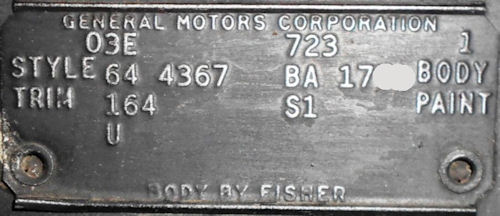 GENERAL MOTORS CORPORATION
03E 723 1
STYLE 64 4367 BA 17 BODY
TRIM 164 S1 PAINT
U
BODY BY FISHER